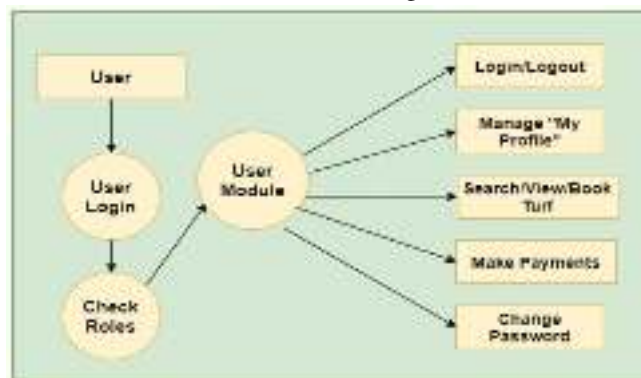 User
User
Login
Check
Roles
User
Module
Login/Logout
Manage "My
Profile"
Search/View/Book
Turf
Make Payments
Change
Password